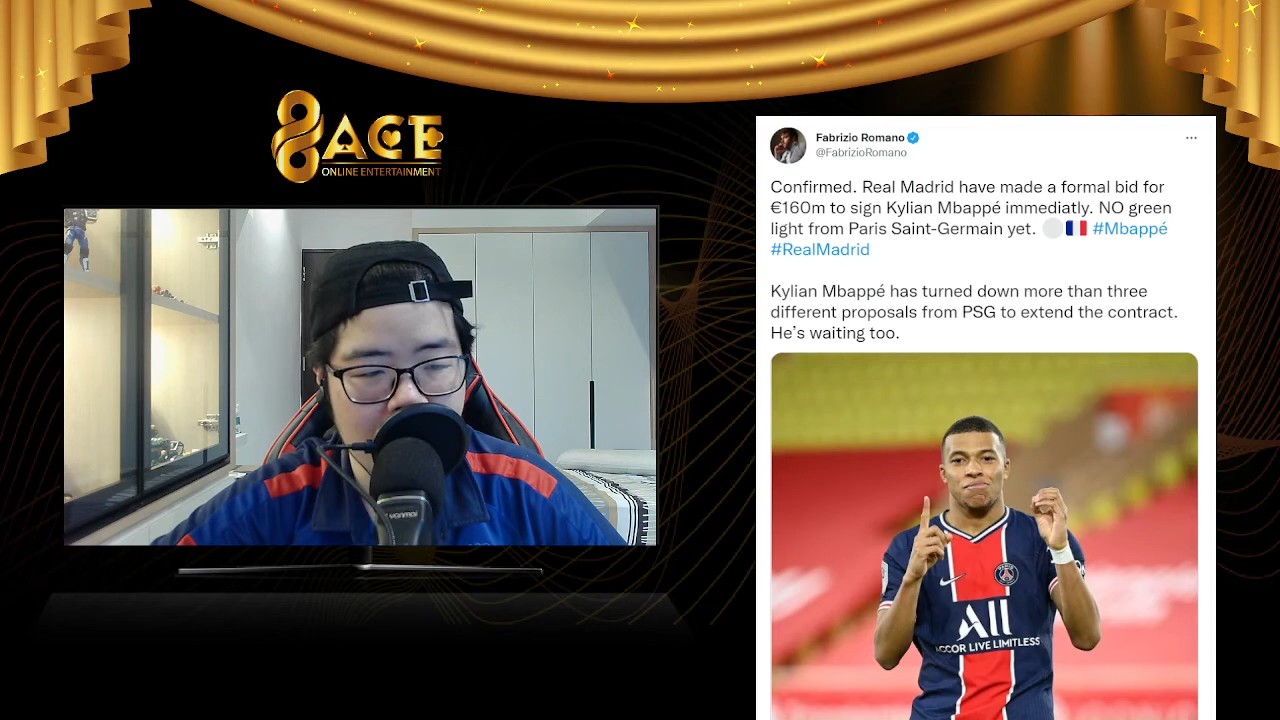 8ACE
ONLINE ENTERTAINMENT
Fabrizio Romano
@FabrizioRomano
Confirmed. Real Madrid have made a formal bid for
€160m to sign Kylian Mbappé immediatly. NO green
light from Paris Saint-Germain yet. ⚪🇫🇷 #Mbappé
#RealMadrid
Kylian Mbappé has turned down more than three
different proposals from PSG to extend the contract.
He's waiting too.
ALL
ACCOR LIVE LIMITLESS